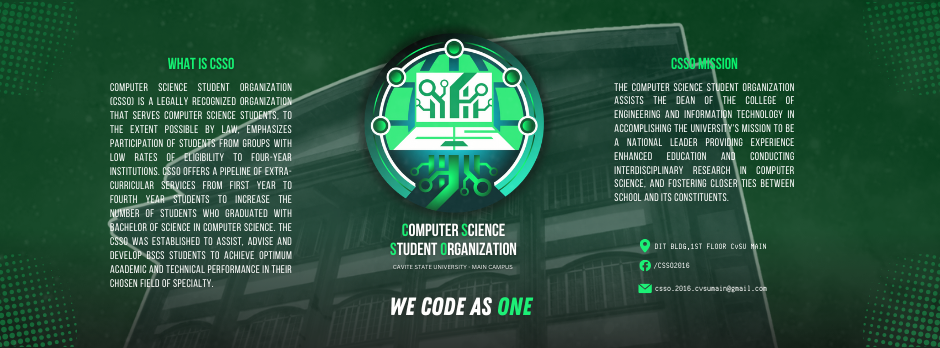 WHAT IS CSSO
COMPUTER SCIENCE STUDENT ORGANIZATION
(CSSO) IS A LEGALLY RECOGNIZED ORGANIZATION
THAT SERVES COMPUTER SCIENCE STUDENTS. TO
THE EXTENT POSSIBLE BY LAW, EMPHASIZES
PARTICIPATION OF STUDENTS FROM GROUPS WITH
LOW RATES OF ELIGIBILITY TO FOUR-YEAR
INSTITUTIONS. CSSO OFFERS A PIPELINE OF EXTRA-
CURRICULAR SERVICES FROM FIRST YEAR TO
FOURTH YEAR STUDENTS TO INCREASE THE
NUMBER OF STUDENTS WHO GRADUATED WITH
BACHELOR OF SCIENCE IN COMPUTER SCIENCE. THE
CSSO WAS ESTABLISHED TO ASSIST, ADVISE AND
DEVELOP BSCS STUDENTS TO ACHIEVE OPTIMUM
ACADEMIC AND TECHNICAL PERFORMANCE IN THEIR
CHOSEN FIELD OF SPECIALTY.
COMPUTER SCIENCE
STUDENT ORGANIZATION
CAVITE STATE UNIVERSITY - MAIN CAMPUS
WE CODE AS ONE
CSSO MISSION
THE COMPUTER SCIENCE STUDENT ORGANIZATION
ASSISTS THE DEAN OF THE COLLEGE OF
ENGINEERING AND INFORMATION TECHNOLOGY IN
ACCOMPLISHING THE UNIVERSITY'S MISSION TO BE
A NATIONAL LEADER PROVIDING EXPERIENCE
ENHANCED EDUCATION AND CONDUCTING
INTERDISCIPLINARY RESEARCH IN COMPUTER
SCIENCE, AND FOSTERING CLOSER TIES BETWEEN
SCHOOL AND ITS CONSTITUENTS.
DIT BLDG,1ST FLOOR CvSU MAIN
/CSSO2016
csso.2016.cvsumain@gmail.com